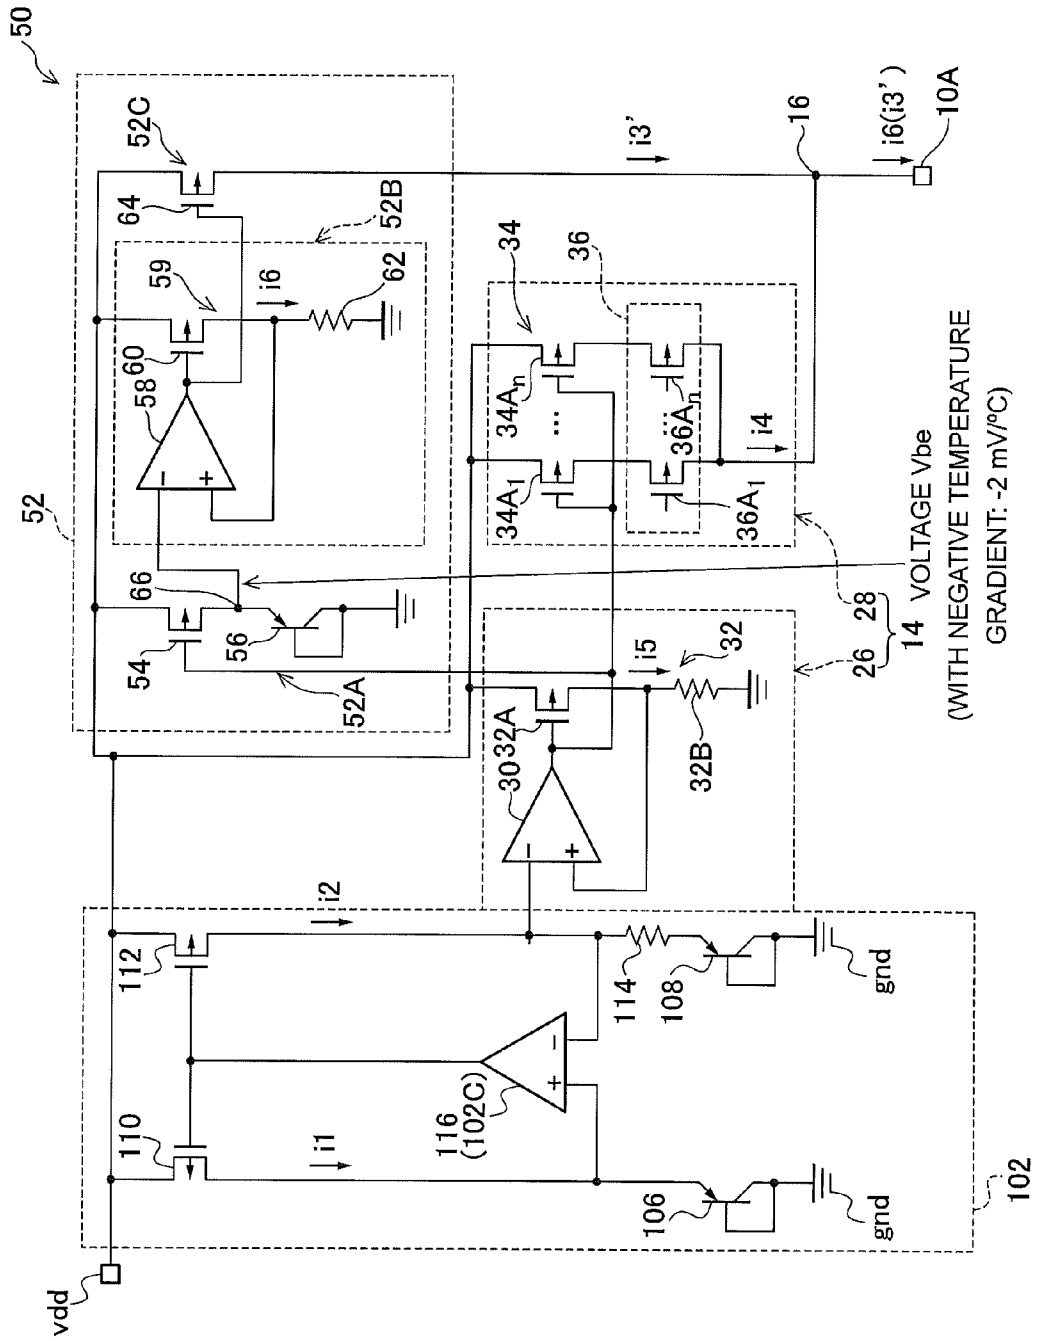 50
52
52C
64
52B
59
i6
62
60
58
66
54
56
52A
i3'
16
i6(i3')
10A
34
36
34An
34A1
36An
36A1
i4
...
...
−
+
28
26
14
VOLTAGE Vbe
(WITH NEGATIVE TEMPERATURE
GRADIENT: -2 mV/°C)
32
i5
32A
32B
30
−
+
112
i2
110
i1
116
(102C)
+
−
114
108
106
gnd
gnd
102
vdd